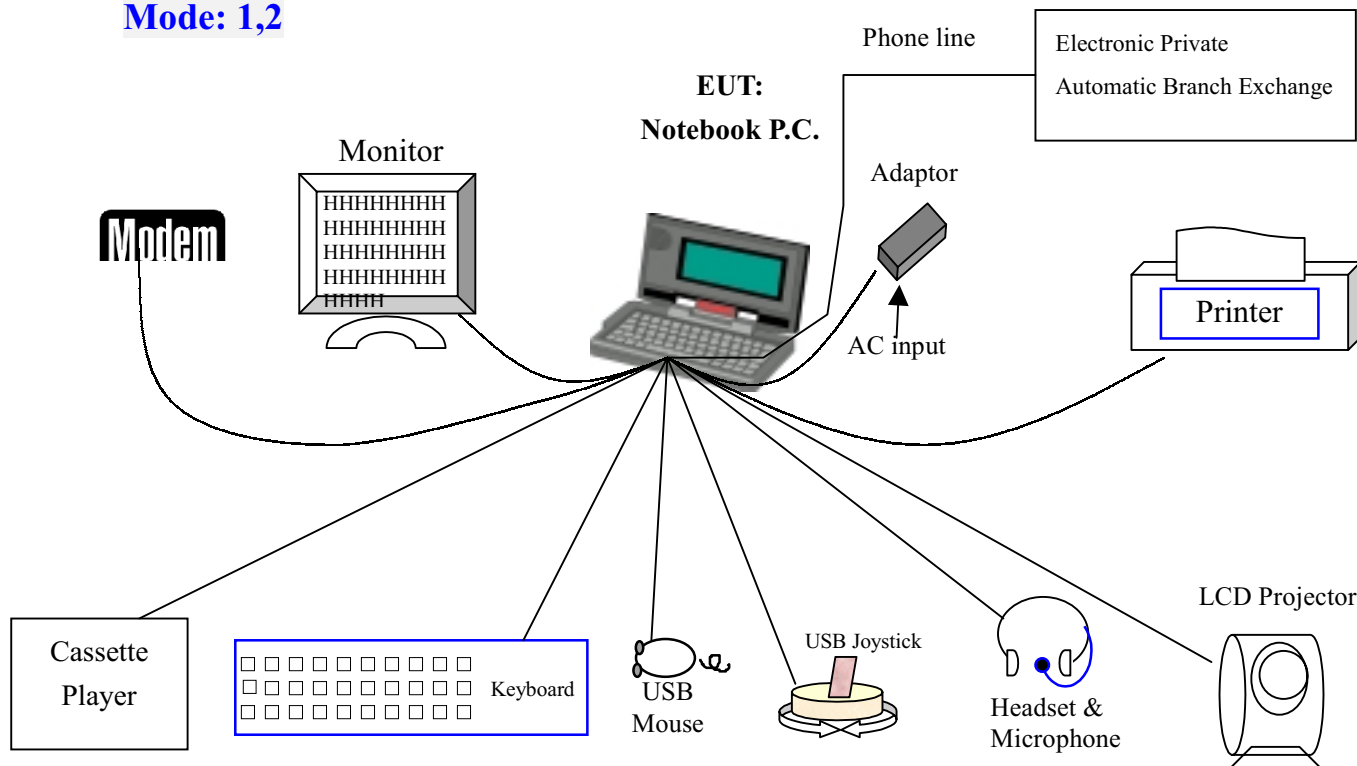 Mode: 1,2
Phone line
Electronic Private
Automatic Branch Exchange
EUT:
Notebook P.C.
Monitor
Adaptor
HHHHHHHH
HHHHHHHH
HHHHHHHH
HHHHHHHH
HHHH
Modem
AC input
Printer
Cassette
Player
Keyboard
USB
Mouse
USB Joystick
Headset &
Microphone
LCD Projector